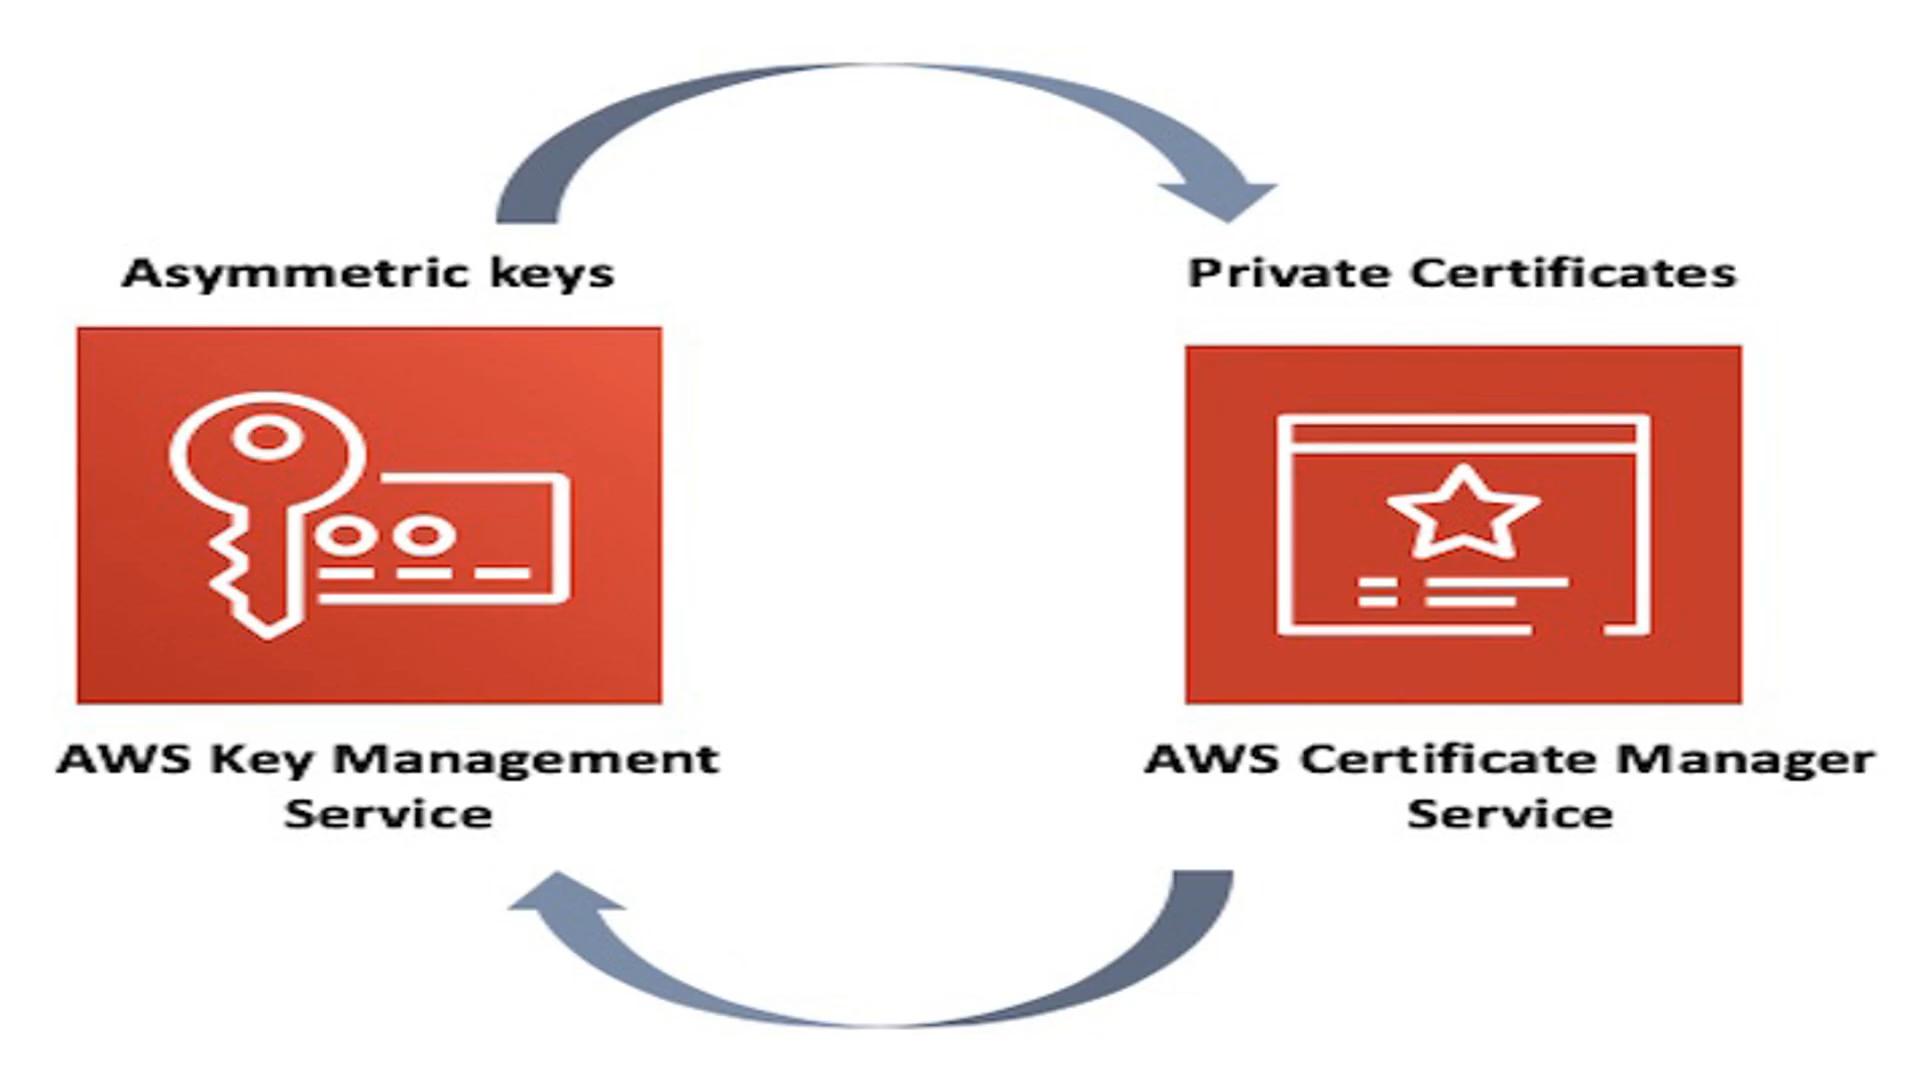 Asymmetric keys
Private Certificates
AWS Key Management
Service
AWS Certificate Manager
Service